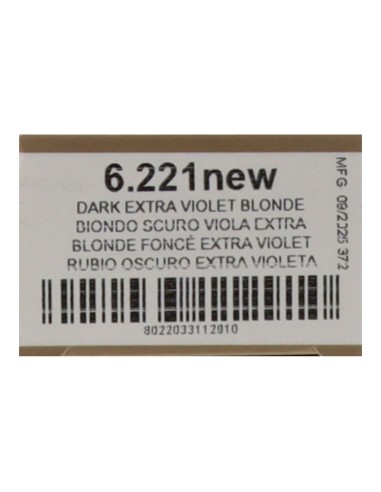 6.221new
DARK EXTRA VIOLET BLONDE
BIONDO SCURO VIOLA EXTRA
BLONDE FONCÉ EXTRA VIOLET
RUBIO OSCURO EXTRA VIOLETA
8022033112910
MFG 09/2025 372